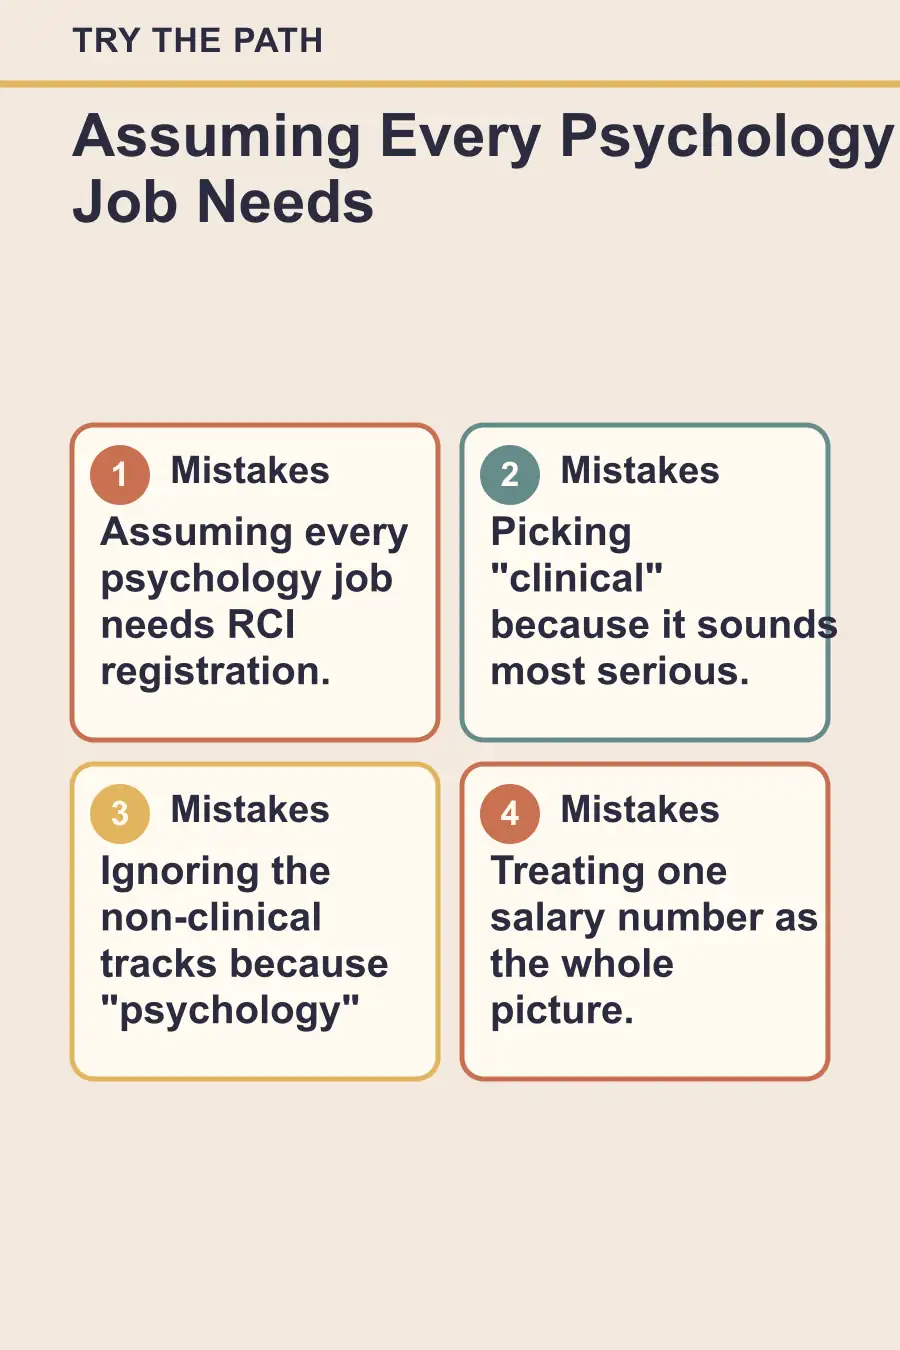 TRY THE PATH
Assuming Every Psychology
Job Needs
1 Mistakes
Assuming every
psychology job
needs RCI
registration.
2 Mistakes
Picking
"clinical"
because it sounds
most serious.
3 Mistakes
Ignoring the
non-clinical
tracks because
"psychology"
4 Mistakes
Treating one
salary number as
the whole
picture.